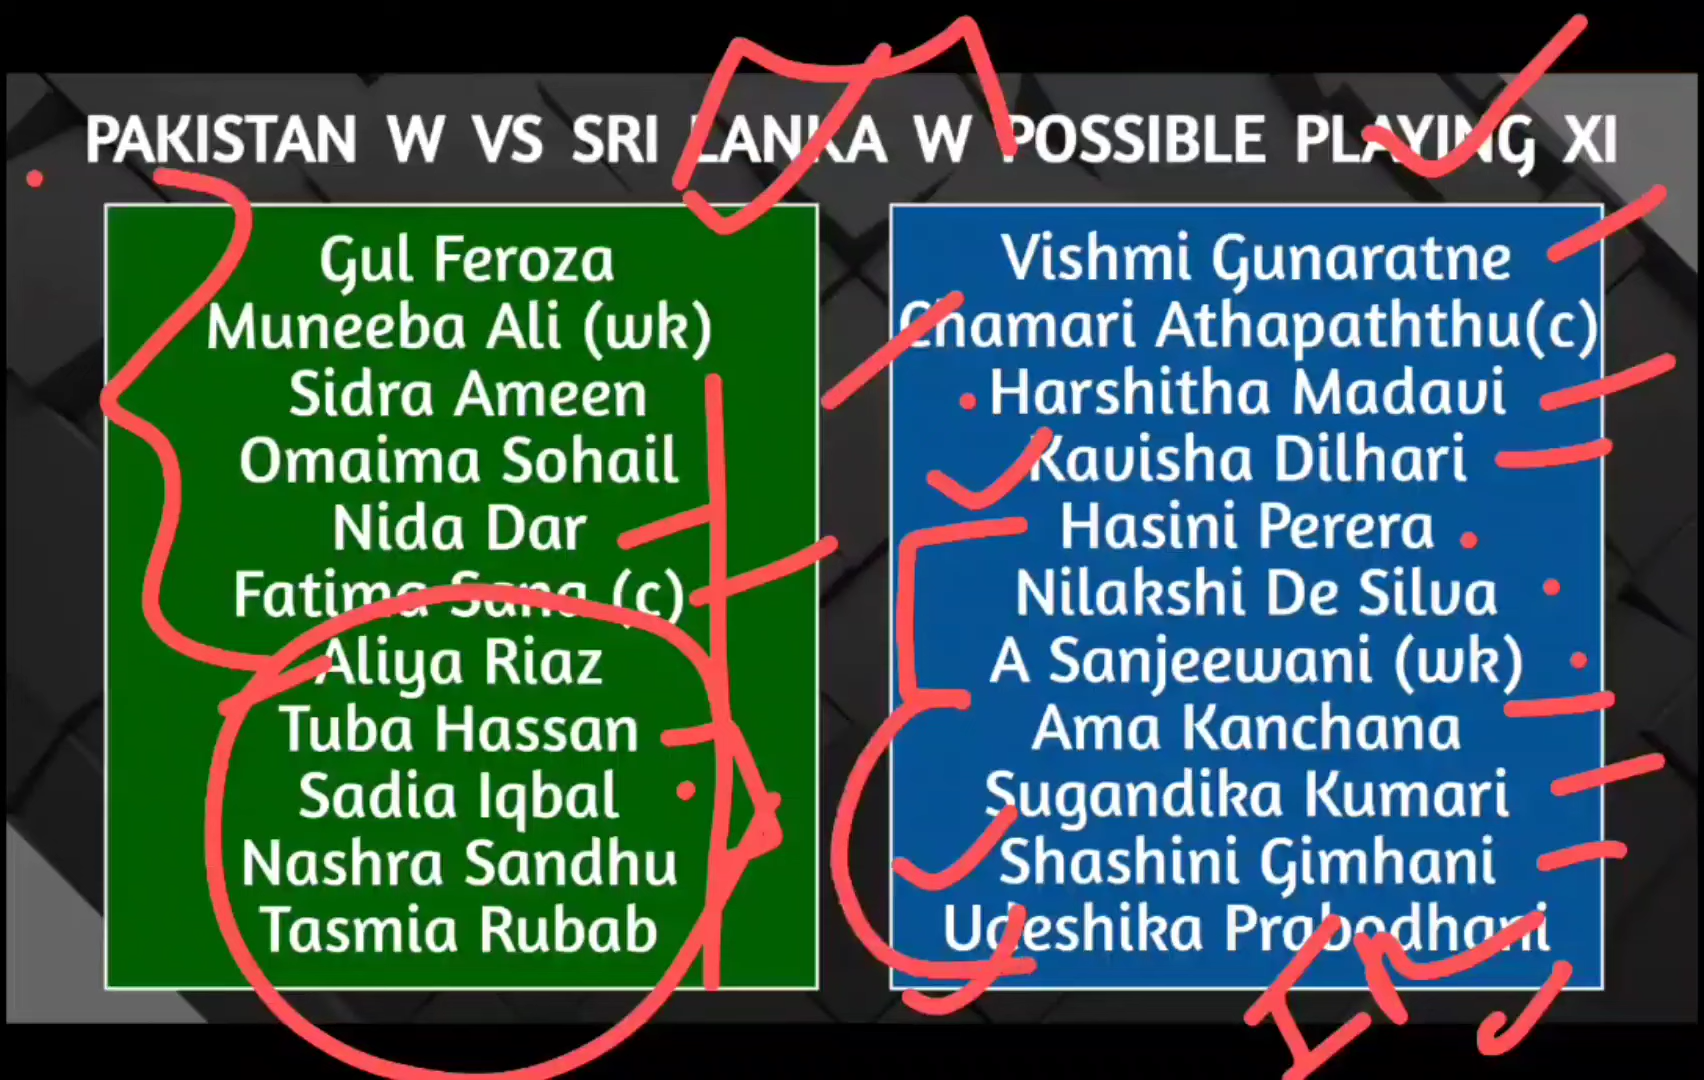 PAKISTAN W VS SRI LANKA W POSSIBLE PLAYING XI
Gul Feroza
Muneeba Ali (wk)
Sidra Ameen
Omaima Sohail
Nida Dar
Fatima Sana (c)
Aliya Riaz
Tuba Hassan
Sadia Iqbal
Nashra Sandhu
Tasmia Rubab
Vishmi Gunaratne
Chamari Athapaththu(c)
Harshitha Madavi
Kavisha Dilhari
Hasini Perera
Nilakshi De Silva
A Sanjeewani (wk)
Ama Kanchana
Sugandika Kumari
Shashini Gimhani
Udeshika Prabodhani